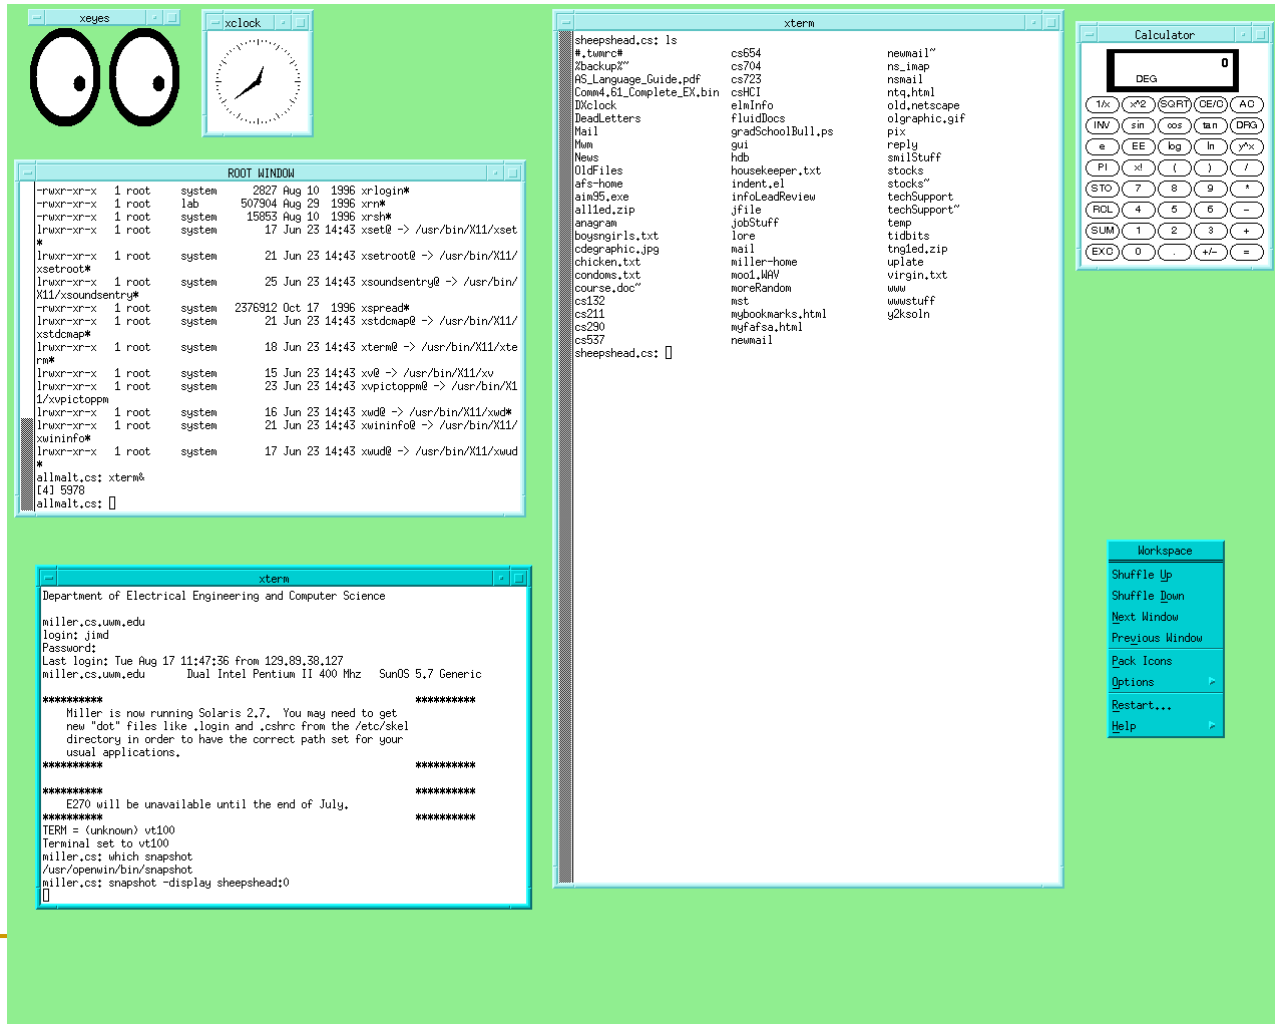 xeyes
xclock
ROOT WINDOW
-rwxr-xr-x   1 root     system      2827 Aug 10  1996 xrlogin*
-rwxr-xr-x   1 root     lab       507904 Aug 29  1996 xrn*
-rwxr-xr-x   1 root     system     15853 Aug 10  1996 xrsh*
lrwxr-xr-x   1 root     system        17 Jun 23 14:43 xset@ -> /usr/bin/X11/xset
*
lrwxr-xr-x   1 root     system        21 Jun 23 14:43 xsetroot@ -> /usr/bin/X11/
xsetroot*
lrwxr-xr-x   1 root     system        25 Jun 23 14:43 xsoundsentry@ -> /usr/bin/
X11/xsoundsentry*
-rwxr-xr-x   1 root     system   2376912 Oct 17  1996 xspread*
lrwxr-xr-x   1 root     system        21 Jun 23 14:43 xstdcmap@ -> /usr/bin/X11/
xstdcmap*
lrwxr-xr-x   1 root     system        18 Jun 23 14:43 xterm@ -> /usr/bin/X11/xte
rm*
lrwxr-xr-x   1 root     system        15 Jun 23 14:43 xv@ -> /usr/bin/X11/xv
lrwxr-xr-x   1 root     system        23 Jun 23 14:43 xvpictoppm@ -> /usr/bin/X1
1/xvpictoppm
lrwxr-xr-x   1 root     system        16 Jun 23 14:43 xwd@ -> /usr/bin/X11/xwd*
lrwxr-xr-x   1 root     system        21 Jun 23 14:43 xwininfo@ -> /usr/bin/X11/
xwininfo*
lrwxr-xr-x   1 root     system        17 Jun 23 14:43 xwud@ -> /usr/bin/X11/xwud
*
allmalt.cs: xterm&
[4] 5978
allmalt.cs:
xterm
Department of Electrical Engineering and Computer Science
miller.cs.uwm.edu
login: jimd
Password:
Last login: Tue Aug 17 11:47:36 from 129.89.38.127
miller.cs.uwm.edu       Dual Intel Pentium II 400 Mhz   SunOS 5.7 Generic
**********                                                    **********
Miller is now running Solaris 2.7.  You may need to get
new "dot" files like .login and .cshrc from the /etc/skel
directory in order to have the correct path set for your
usual applications.
**********                                                    **********
**********                                                    **********
E270 will be unavailable until the end of July.
**********                                                    **********
TERM = (unknown) vt100
Terminal set to vt100
miller.cs: which snapshot
/usr/openwin/bin/snapshot
miller.cs: snapshot -display sheepshead:0
xterm
sheepshead.cs: ls
#.twmrc#                  cs654                     newmail~
%backup%~                 cs704                     ns_imap
AS_Language_Guide.pdf     cs723                     nsmail
Comm4.61_Complete_EX.bin  csHCI                     ntq.html
DXclock                   elmInfo                   old.netscape
DeadLetters               fluidDocs                 olgraphic.gif
Mail                      gradSchoolBull.ps         pix
Mwm                       gui                       reply
News                      hdb                       smilStuff
OldFiles                  housekeeper.txt           stocks
afs-home                  indent.el                 stocks~
aim95.exe                 infoLeadReview            techSupport
all1ed.zip                jfile                     techSupport~
anagram                   jobStuff                  temp
boysngirls.txt            lore                      tidbits
cdegraphic.jpg            mail                      tng1ed.zip
chicken.txt               miller-home               uplate
condoms.txt               moo1.WAV                  virgin.txt
course.doc~               moreRandom                www
cs132                     mst                       wwwstuff
cs211                     mybookmarks.html          y2ksoln
cs290                     myfafsa.html
cs537                     newmail
sheepshead.cs:
Calculator
0
DEG
1/x x^2 SQRT CE/C AC
INV sin cos tan DRG
e EE log ln y^x
PI x! ( ) /
STO 7 8 9 *
RCL 4 5 6 -
SUM 1 2 3 +
EXC 0 . +/- =
Workspace
Shuffle Up
Shuffle Down
Next Window
Previous Window
Pack Icons
Options
Restart...
Help